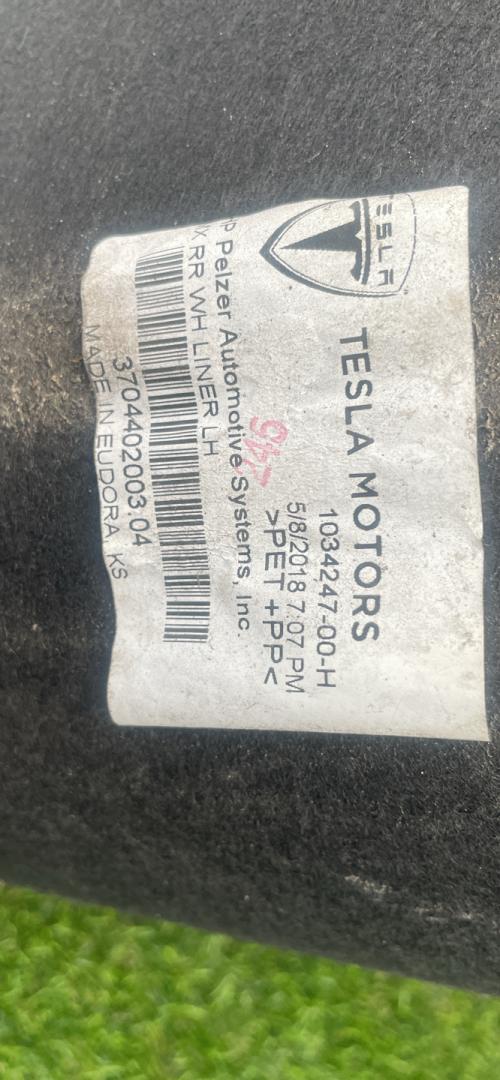 TESLA
TESLA MOTORS
1034247-00-H
5/8/2018 7:07 PM
>PET +PP<
Pelzer Automotive Systems, Inc.
X RR WH LINER LH
3704402003.04
MADE IN EUDORA, KS